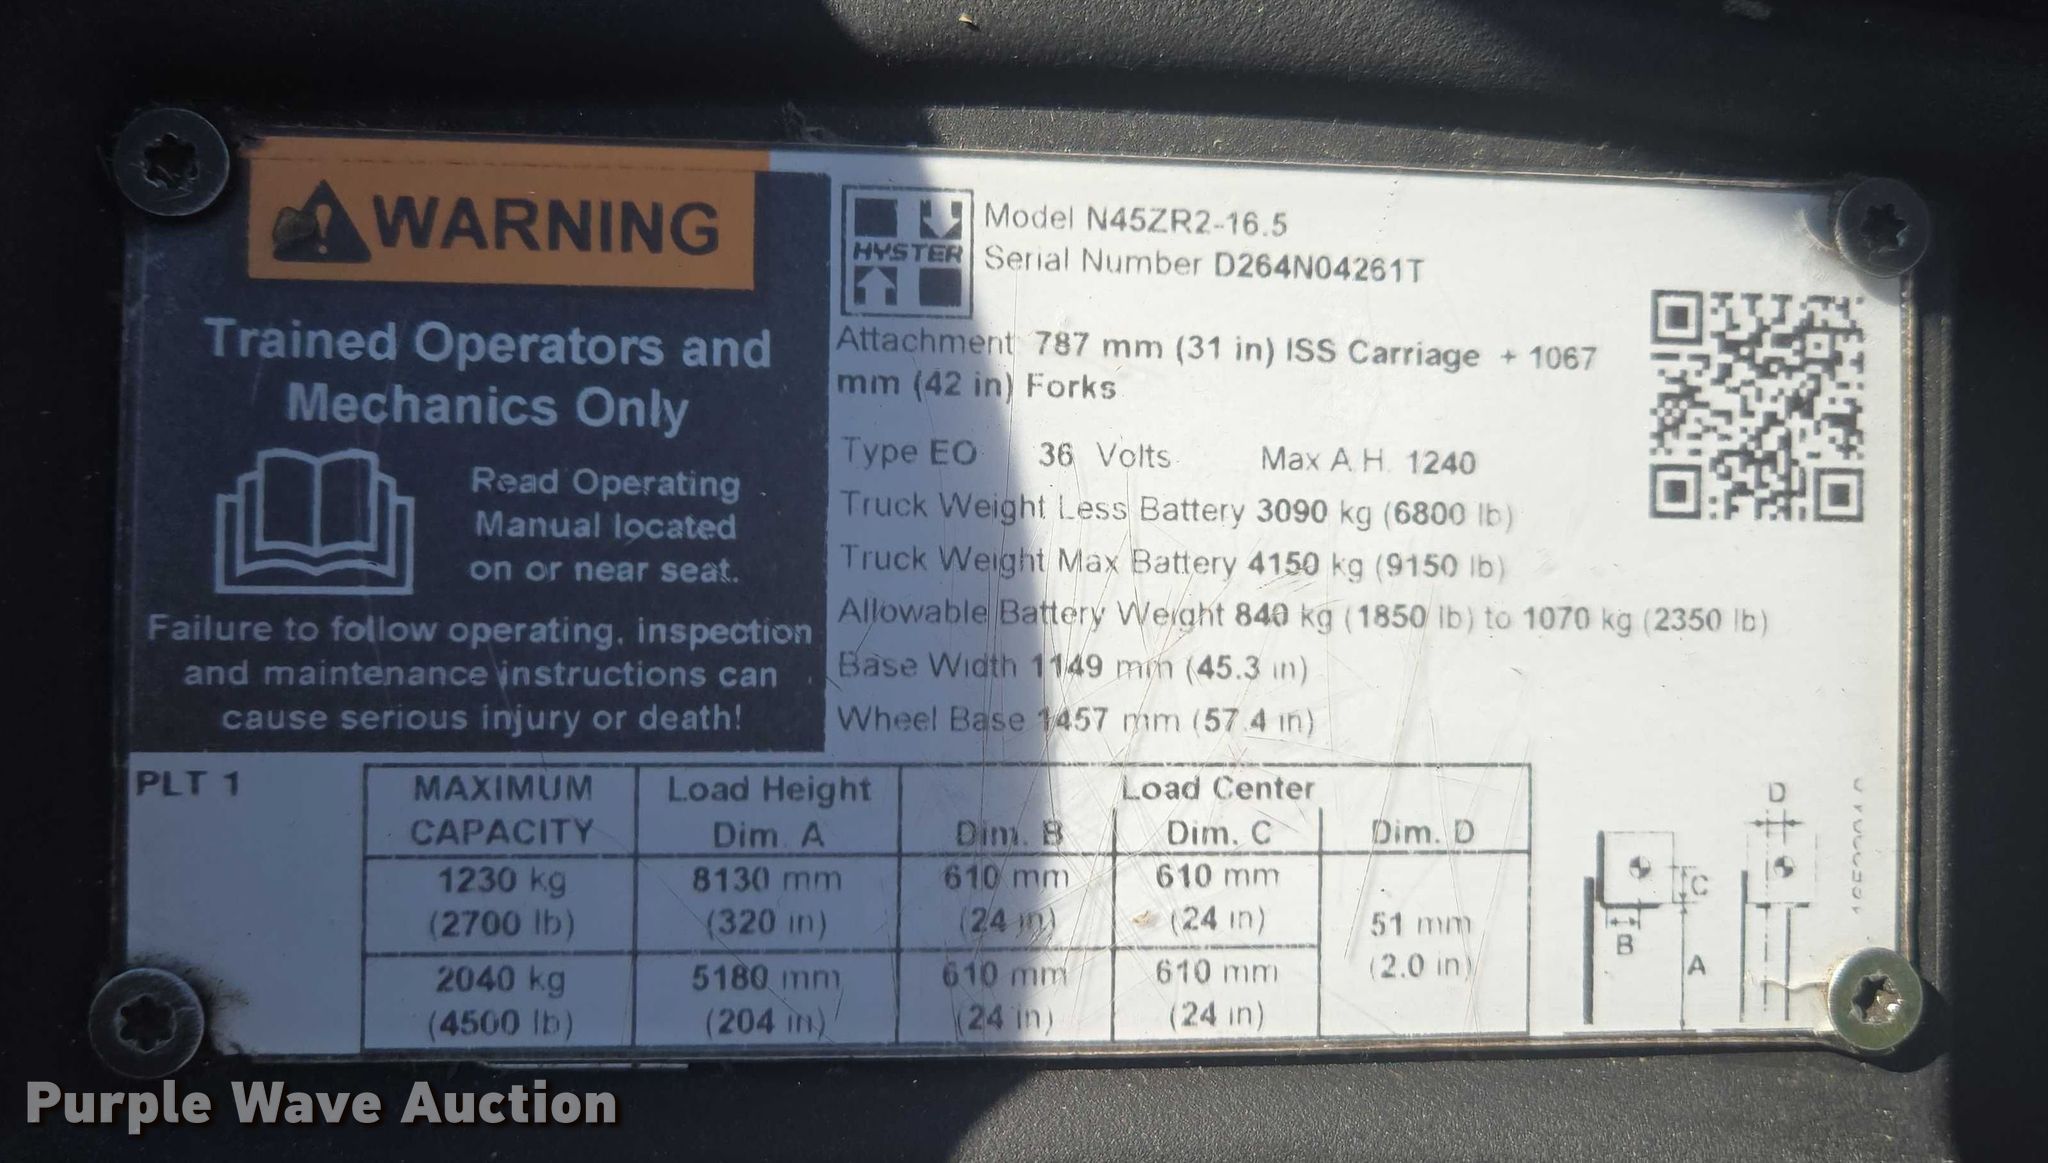 WARNING
Trained Operators and
Mechanics Only
Read Operating
Manual located
on or near seat.
Failure to follow operating, inspection
and maintenance instructions can
cause serious injury or death!
HYSTER
Model N45ZR2-16.5
Serial Number D264N04261T
Attachment 787 mm (31 in) ISS Carriage + 1067
mm (42 in) Forks
Type EO 36 Volts Max A.H. 1240
Truck Weight Less Battery 3090 kg (6800 lb)
Truck Weight Max Battery 4150 kg (9150 lb)
Allowable Battery Weight 840 kg (1850 lb) to 1070 kg (2350 lb)
Base Width 1149 mm (45.3 in)
Wheel Base 1457 mm (57.4 in)
PLT 1
MAXIMUM CAPACITY Load Height Dim. A Load Center
Dim. B Dim. C Dim. D
1230 kg 8130 mm 610 mm 610 mm
(2700 lb) (320 in) (24 in) (24 in) 51 mm
(2.0 in)
2040 kg 5180 mm 610 mm 610 mm
(4500 lb) (204 in) (24 in) (24 in)
D
C
B
A
Purple Wave Auction